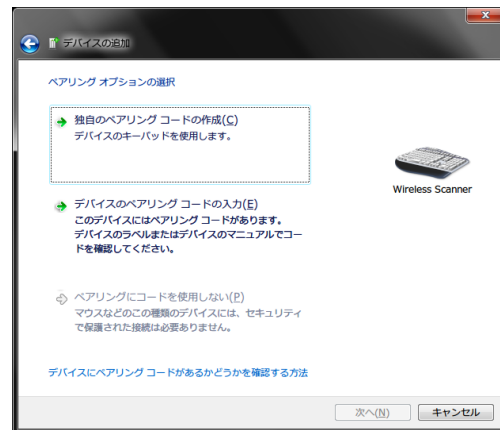 デバイスの追加
ペアリング オプションの選択
独自のペアリング コードの作成(C)
デバイスのキーパッドを使用します。
Wireless Scanner
デバイスのペアリング コードの入力(E)
このデバイスにはペアリング コードがあります。
デバイスのラベルまたはデバイスのマニュアルでコー
ドを確認してください。
ペアリングにコードを使用しない(P)
マウスなどのこの種類のデバイスには、セキュリティ
で保護された接続は必要ありません。
デバイスにペアリング コードがあるかどうかを確認する方法
次へ(N)
キャンセル